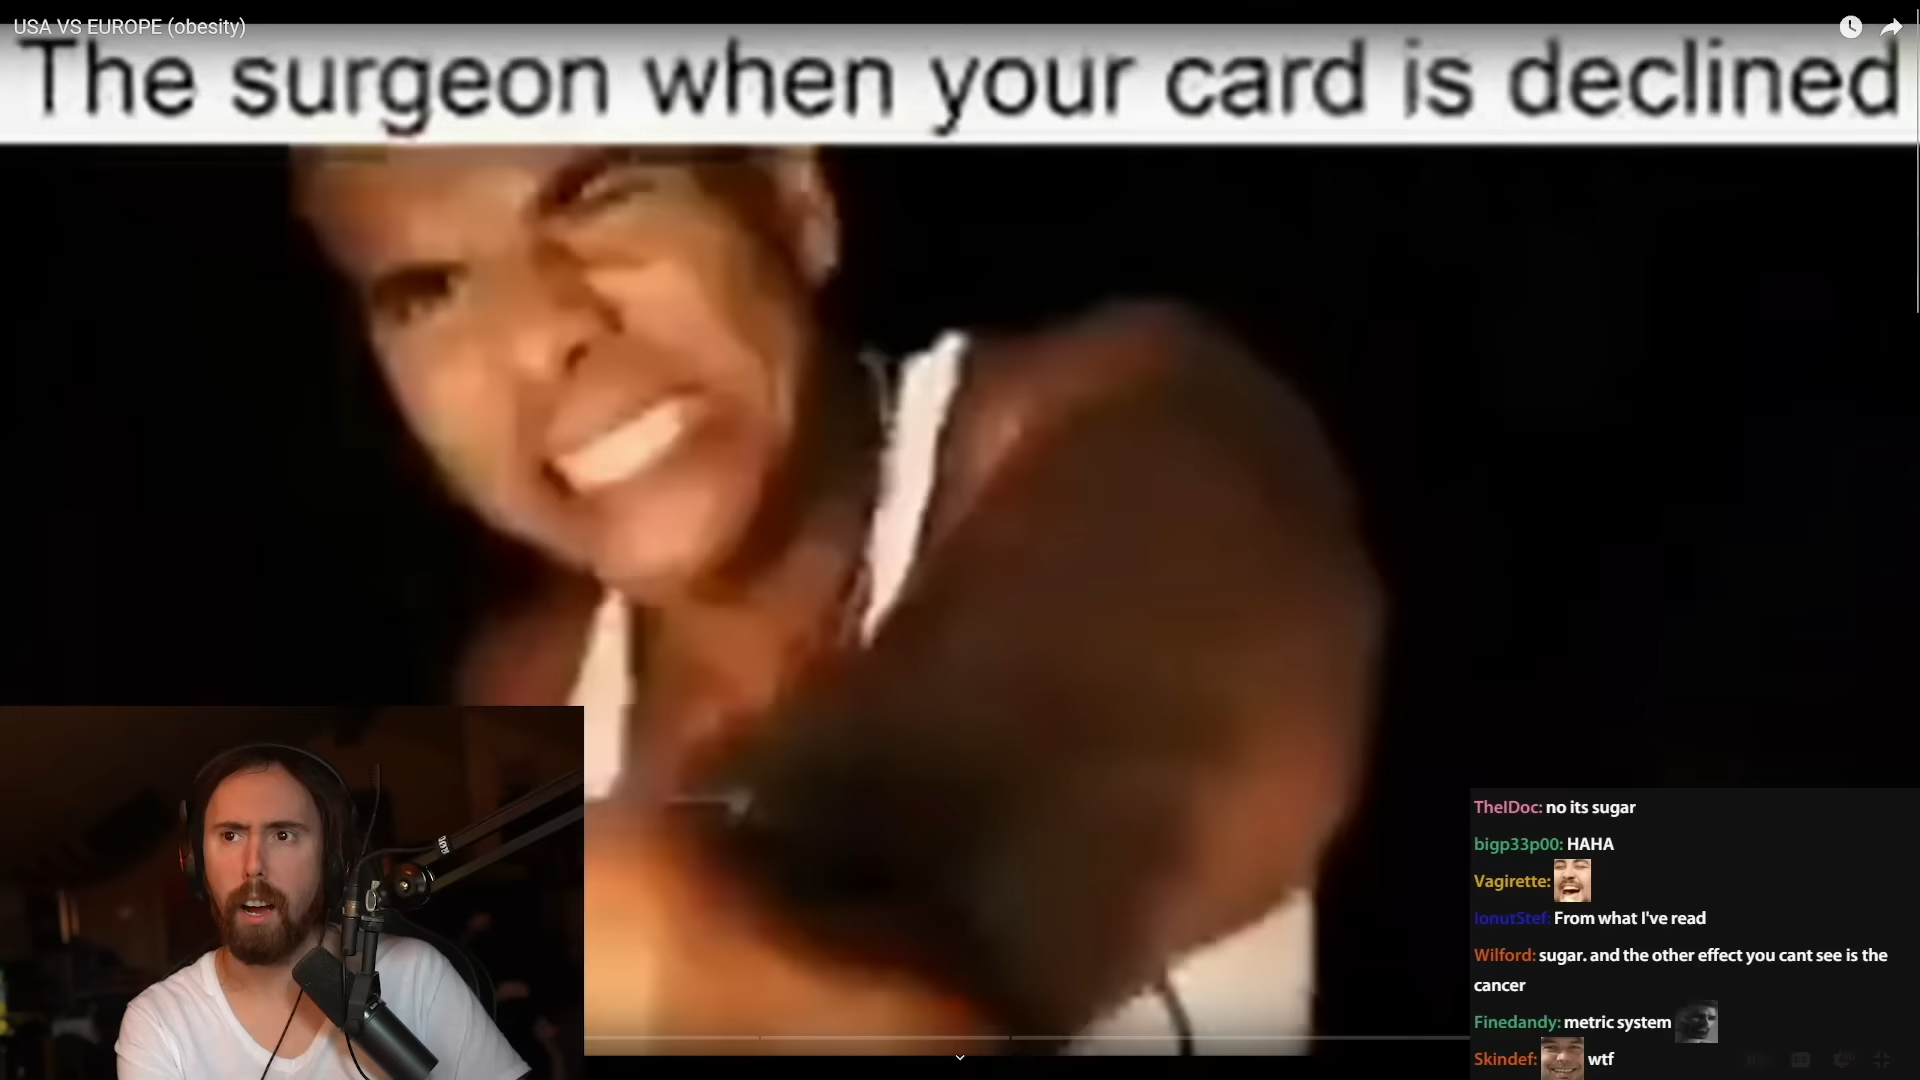 USA VS EUROPE (obesity)
The surgeon when your card is declined
TheIDoc: no its sugar
bigp33p00: HAHA
Vagirette:
IonutStef: From what I've read
Wilford: sugar. and the other effect you cant see is the
cancer
Finedandy: metric system
Skindef: wtf